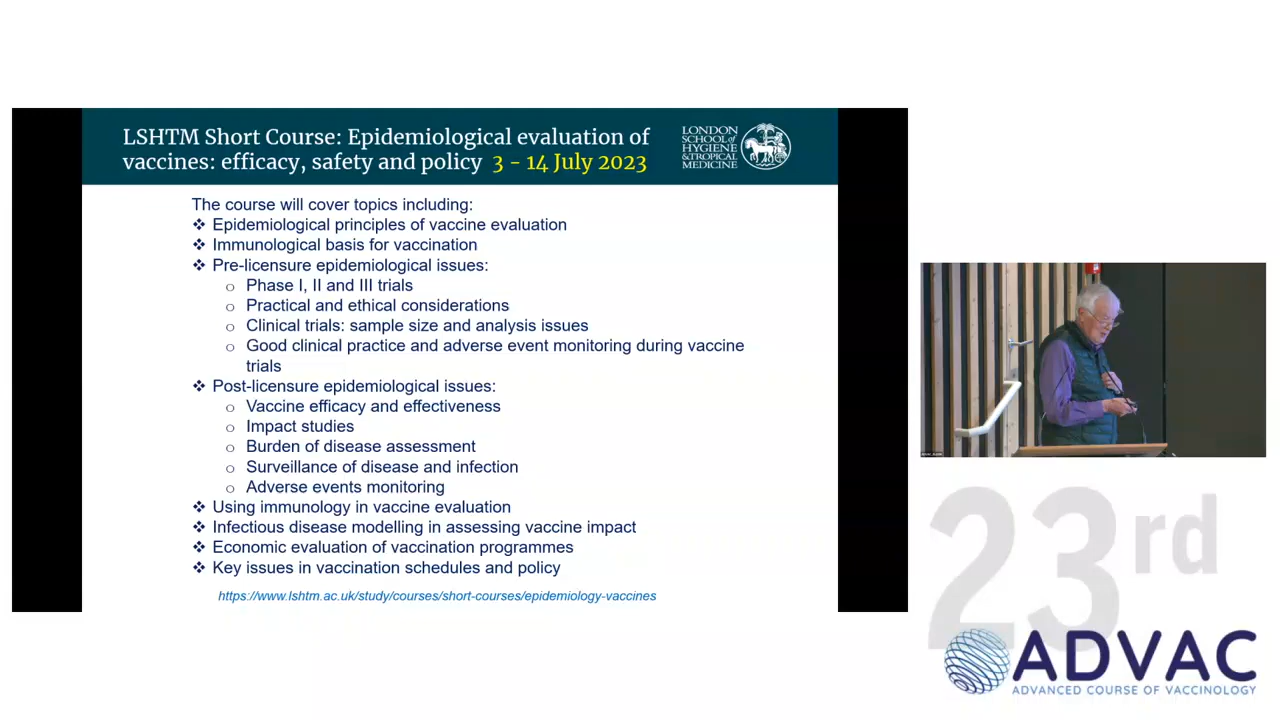 LSHTM Short Course: Epidemiological evaluation of
vaccines: efficacy, safety and policy 3 - 14 July 2023
LONDON
SCHOOL of
HYGIENE
& TROPICAL
MEDICINE
The course will cover topics including:
❖ Epidemiological principles of vaccine evaluation
❖ Immunological basis for vaccination
❖ Pre-licensure epidemiological issues:
o Phase I, II and III trials
o Practical and ethical considerations
o Clinical trials: sample size and analysis issues
o Good clinical practice and adverse event monitoring during vaccine
trials
❖ Post-licensure epidemiological issues:
o Vaccine efficacy and effectiveness
o Impact studies
o Burden of disease assessment
o Surveillance of disease and infection
o Adverse events monitoring
❖ Using immunology in vaccine evaluation
❖ Infectious disease modelling in assessing vaccine impact
❖ Economic evaluation of vaccination programmes
❖ Key issues in vaccination schedules and policy
https://www.lshtm.ac.uk/study/courses/short-courses/epidemiology-vaccines
23rd
ADVAC
ADVANCED COURSE OF VACCINOLOGY